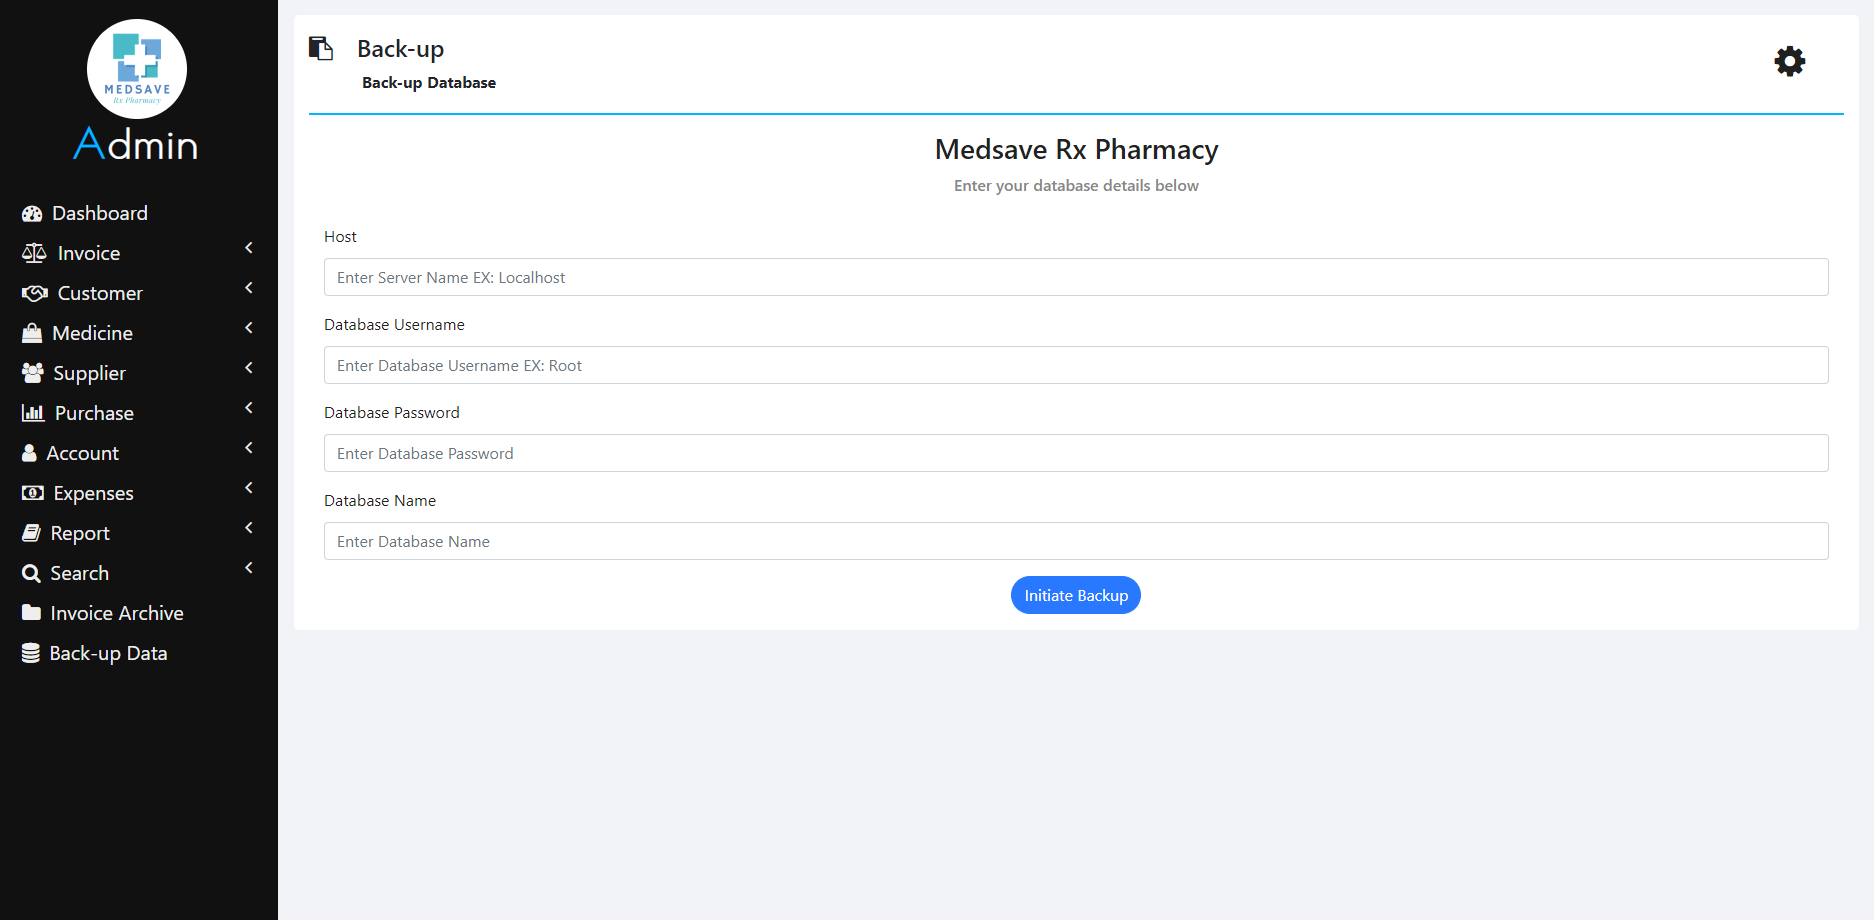 MEDSAVE
Rx Pharmacy
Admin
Dashboard
Invoice
Customer
Medicine
Supplier
Purchase
Account
Expenses
Report
Search
Invoice Archive
Back-up Data
Back-up
Back-up Database
Medsave Rx Pharmacy
Enter your database details below
Host
Enter Server Name EX: Localhost
Database Username
Enter Database Username EX: Root
Database Password
Enter Database Password
Database Name
Enter Database Name
Initiate Backup